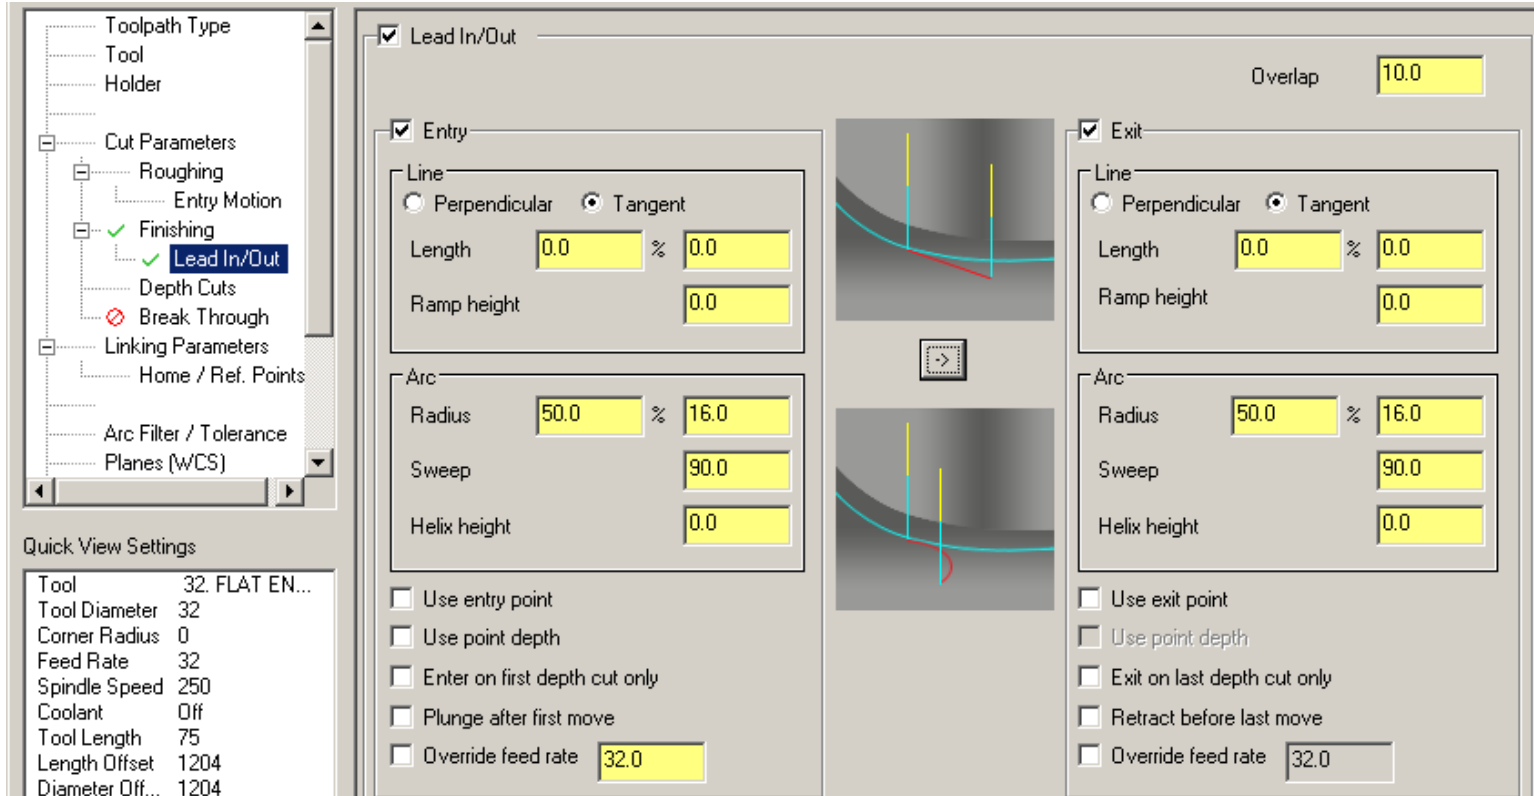 Toolpath Type
Tool
Holder
Cut Parameters
Roughing
Entry Motion
Finishing
Lead In/Out
Depth Cuts
Break Through
Linking Parameters
Home / Ref. Points
Arc Filter / Tolerance
Planes (WCS)
Quick View Settings
Tool 32. FLAT EN...
Tool Diameter 32
Corner Radius 0
Feed Rate 32
Spindle Speed 250
Coolant Off
Tool Length 75
Length Offset 1204
Diameter Off... 1204
Lead In/Out
Overlap 10.0
Entry
Line
Perpendicular Tangent
Length 0.0 % 0.0
Ramp height 0.0
Arc
Radius 50.0 % 16.0
Sweep 90.0
Helix height 0.0
Use entry point
Use point depth
Enter on first depth cut only
Plunge after first move
Override feed rate 32.0
->
Exit
Line
Perpendicular Tangent
Length 0.0 % 0.0
Ramp height 0.0
Arc
Radius 50.0 % 16.0
Sweep 90.0
Helix height 0.0
Use exit point
Use point depth
Exit on last depth cut only
Retract before last move
Override feed rate 32.0